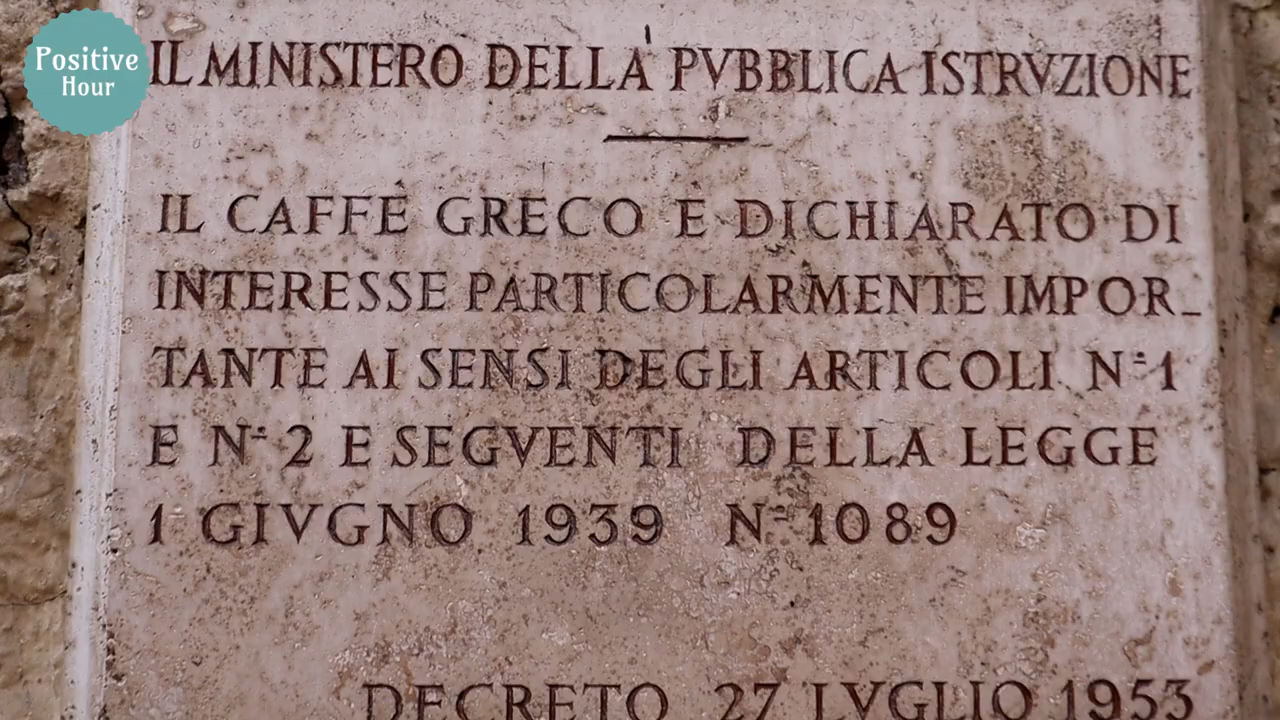 Positive
Hour
IL MINISTERO DELLA PVBBLICA ISTRVZIONE
IL CAFFÈ GRECO È DICHIARATO DI
INTERESSE PARTICOLARMENTE IMPOR_
TANTE AI SENSI DEGLI ARTICOLI N.º 1
E N.º 2 E SEGVENTI DELLA LEGGE
1 GIVGNO 1939 N.º 1089
DECRETO 27 LVGLIO 1953